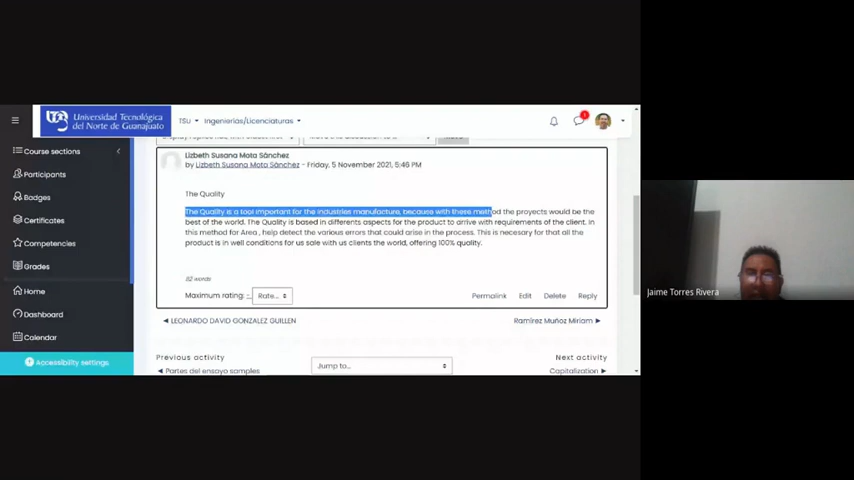 Universidad Tecnológica
del Norte de Guanajuato
TSU
Ingenierías/Licenciaturas
1
Course sections
Participants
Badges
Certificates
Competencies
Grades
Home
Dashboard
Calendar
Accessibility settings
Lizbeth Susana Mota Sánchez
by Lizbeth Susana Mota Sánchez - Friday, 5 November 2021, 5:46 PM
The Quality
The Quality is a tool important for the industries manufacture, because with these method the proyects would be the
best of the world. The Quality is based in differents aspects for the product to arrive with requirements of the client. In
this method for Area , help detect the various errors that could arise in the process. This is necesary for that all the
product is in well conditions for us sale with us clients the world, offering 100% quality.
82 words
Maximum rating: -
Rate...
Permalink Edit Delete Reply
◄ LEONARDO DAVID GONZALEZ GUILLEN
Ramírez Muñoz Miriam ►
Previous activity
Next activity
◄ Partes del ensayo samples
Jump to...
Capitalization ►
Jaime Torres Rivera